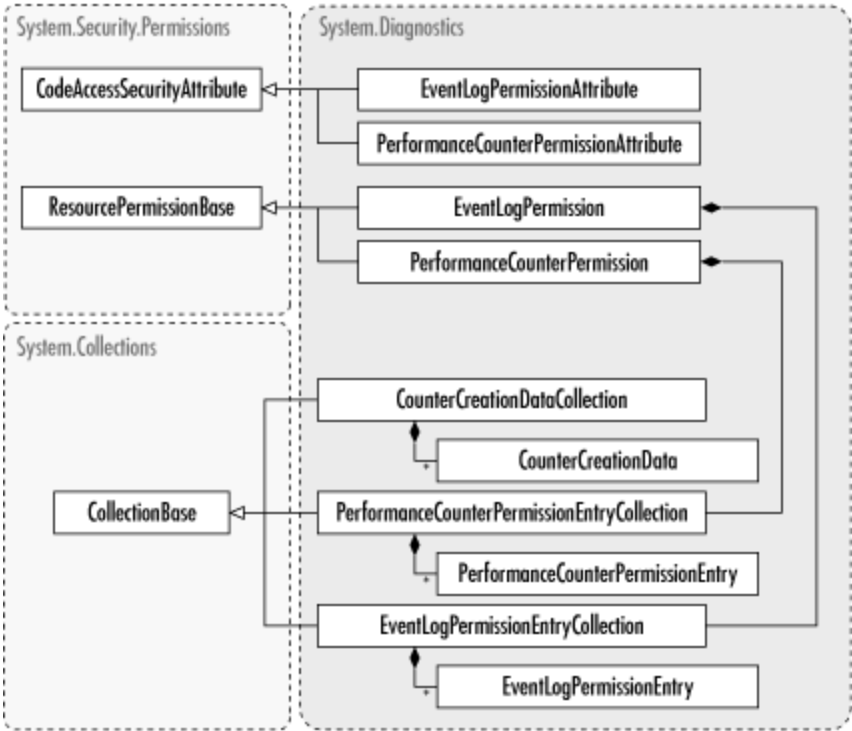 System.Security.Permissions
System.Diagnostics
CodeAccessSecurityAttribute
EventLogPermissionAttribute
PerformanceCounterPermissionAttribute
ResourcePermissionBase
EventLogPermission
PerformanceCounterPermission
System.Collections
CounterCreationDataCollection
*
CounterCreationData
CollectionBase
PerformanceCounterPermissionEntryCollection
*
PerformanceCounterPermissionEntry
EventLogPermissionEntryCollection
*
EventLogPermissionEntry